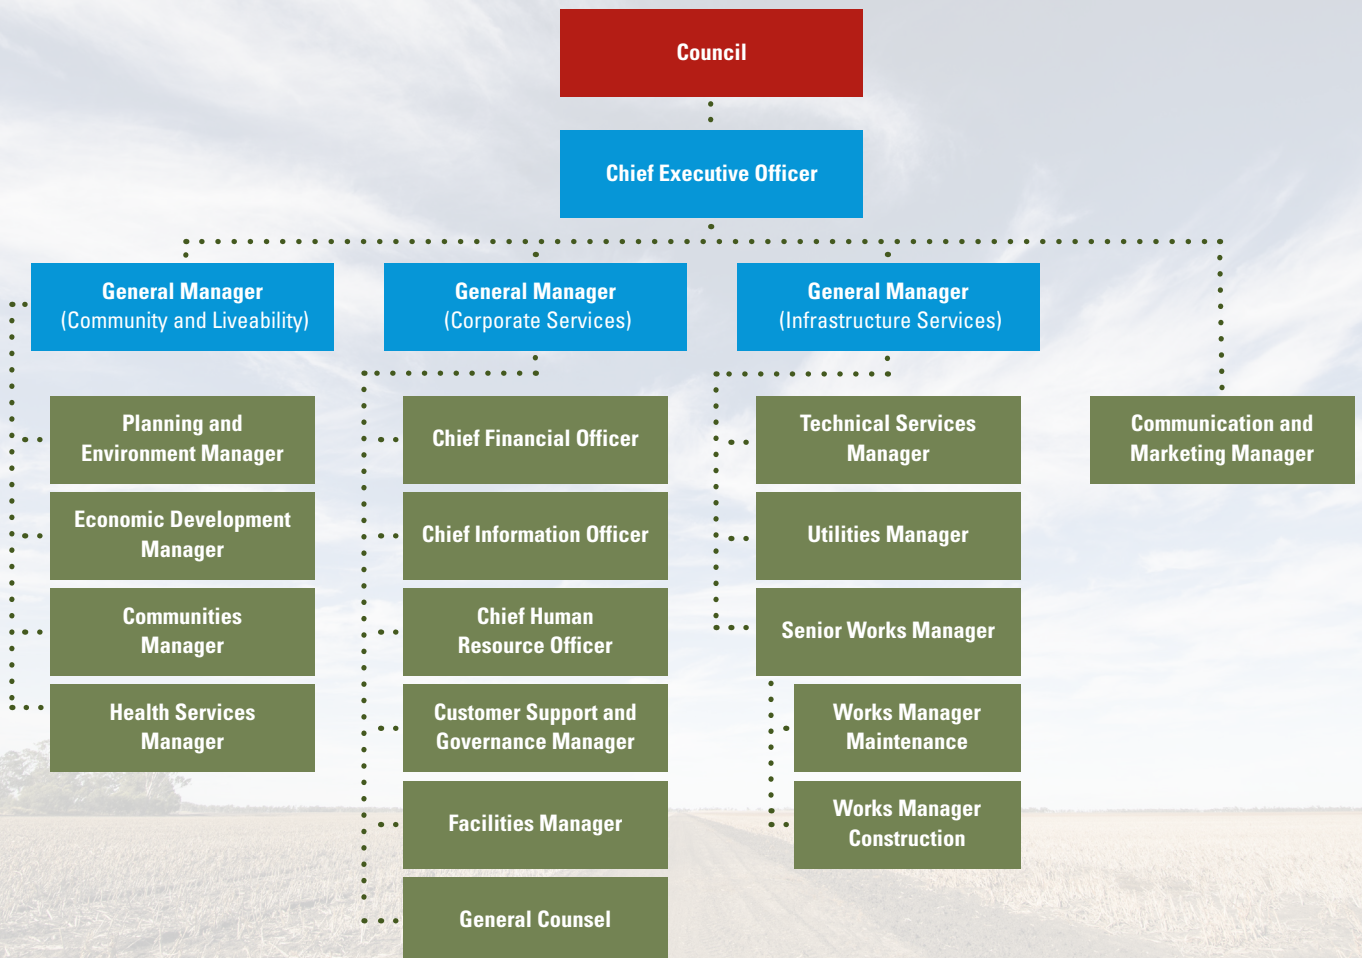 Council
Chief Executive Officer
General Manager
(Community and Liveability)
General Manager
(Corporate Services)
General Manager
(Infrastructure Services)
Planning and
Environment Manager
Economic Development
Manager
Communities
Manager
Health Services
Manager
Chief Financial Officer
Chief Information Officer
Chief Human
Resource Officer
Customer Support and
Governance Manager
Facilities Manager
General Counsel
Technical Services
Manager
Utilities Manager
Senior Works Manager
Works Manager
Maintenance
Works Manager
Construction
Communication and
Marketing Manager